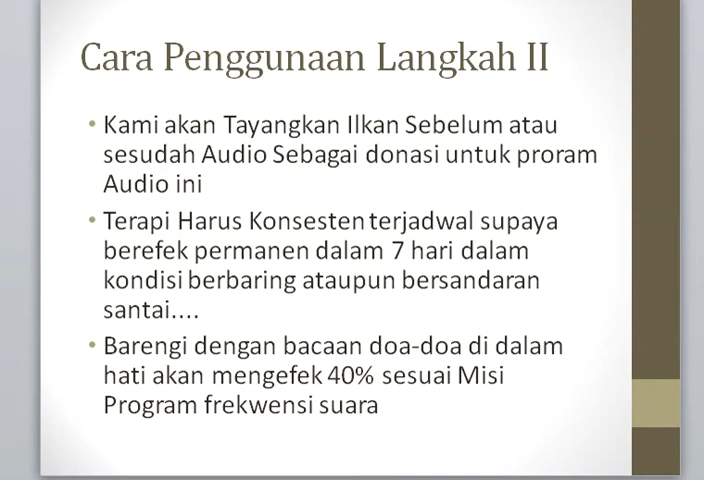 Cara Penggunaan Langkah II
• Kami akan Tayangkan Ilkan Sebelum atau
sesudah Audio Sebagai donasi untuk proram
Audio ini
• Terapi Harus Konsesten terjadwal supaya
berefek permanen dalam 7 hari dalam
kondisi berbaring ataupun bersandaran
santai....
• Barengi dengan bacaan doa-doa di dalam
hati akan mengefek 40% sesuai Misi
Program frekwensi suara